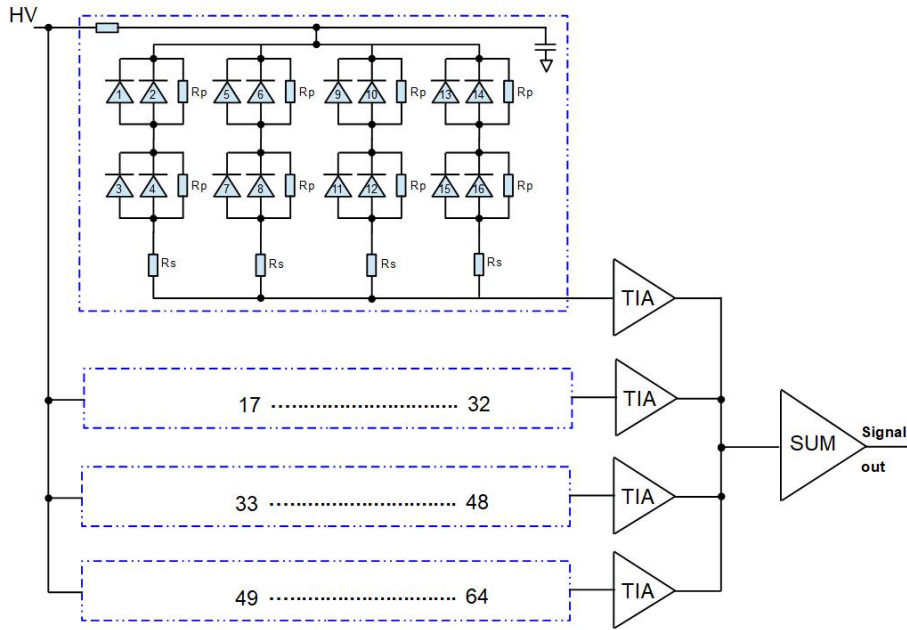 HV
1 2 Rp 5 6 Rp 9 10 Rp 13 14 Rp
3 4 Rp 7 8 Rp 11 12 Rp 15 16 Rp
Rs Rs Rs Rs
TIA
17 32 TIA
SUM Signal
out
33 48 TIA
49 64 TIA